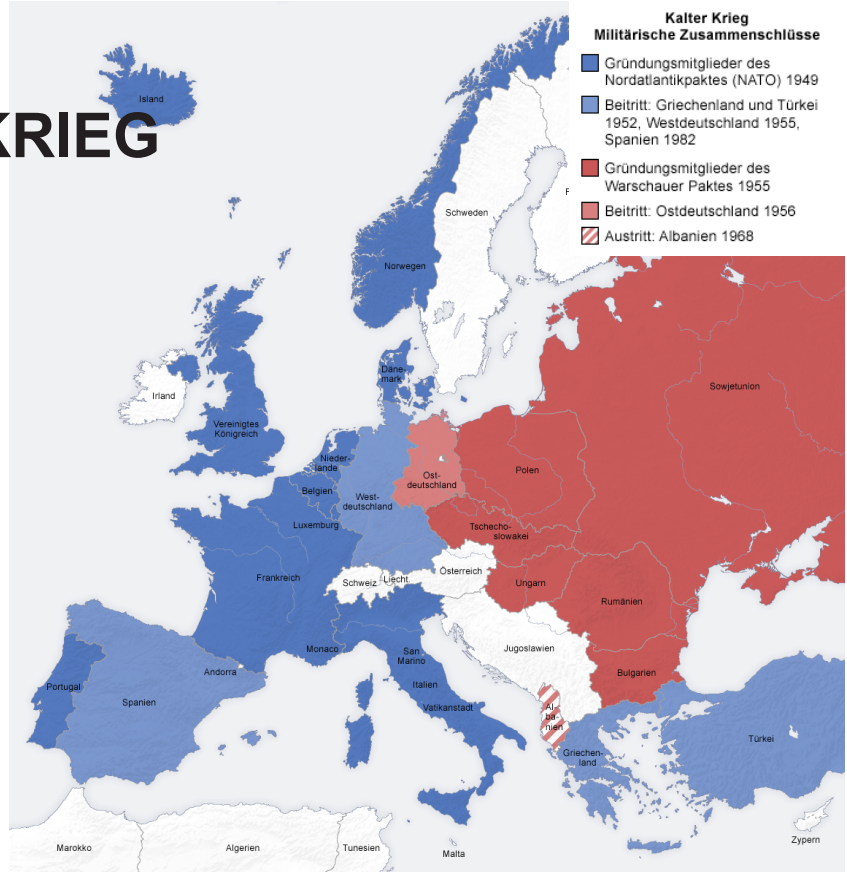 KRIEG
Kalter Krieg
Militärische Zusammenschlüsse
Gründungsmitglieder des
Nordatlantikpaktes (NATO) 1949
Beitritt: Griechenland und Türkei
1952, Westdeutschland 1955,
Spanien 1982
Gründungsmitglieder des
Warschauer Paktes 1955
Beitritt: Ostdeutschland 1956
Austritt: Albanien 1968
Island
Schweden
F
Norwegen
Däne-
mark
Irland
Vereinigtes
Königreich
Sowjetunion
Nieder-
lande
Belgien
West-
deutschland
Ost-
deutschland
Polen
Luxemburg
Tschecho-
slowakei
Frankreich
Schweiz
Liecht
Österreich
Ungarn
Rumänien
Monaco
San
Marino
Jugoslawien
Andorra
Bulgarien
Portugal
Spanien
Italien
Vatikanstadt
Al-
ba-
nien
Griechen-
land
Türkei
Marokko
Algerien
Tunesien
Malta
Zypern